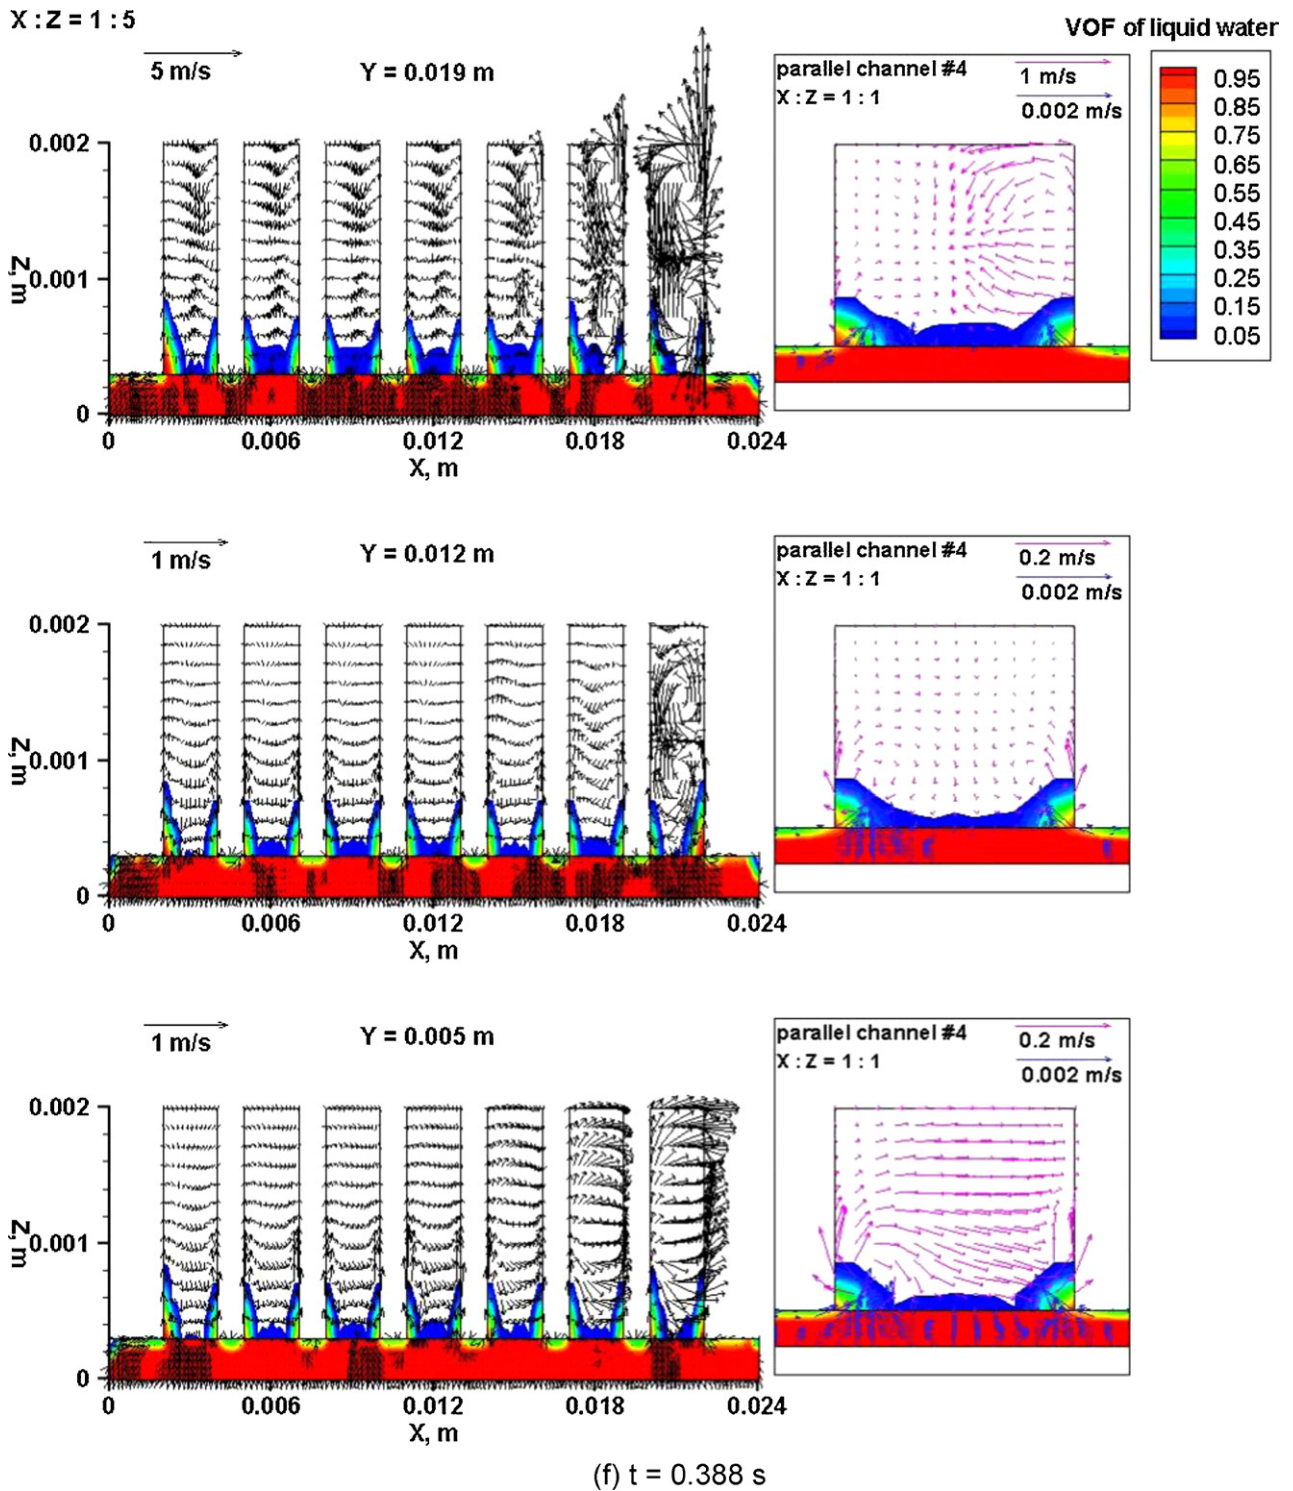 X : Z = 1 : 5
VOF of liquid water
5 m/s
Y = 0.019 m
parallel channel #4
1 m/s
X : Z = 1 : 1
0.002 m/s
0.95
0.85
0.75
0.65
0.55
0.45
0.35
0.25
0.15
0.05
0.002
0.001
0
Z, m
0
0.006
0.012
0.018
0.024
X, m
1 m/s
Y = 0.012 m
parallel channel #4
0.2 m/s
X : Z = 1 : 1
0.002 m/s
0.002
0.001
0
Z, m
0
0.006
0.012
0.018
0.024
X, m
1 m/s
Y = 0.005 m
parallel channel #4
0.2 m/s
X : Z = 1 : 1
0.002 m/s
0.002
0.001
0
Z, m
0
0.006
0.012
0.018
0.024
X, m
(f) t = 0.388 s